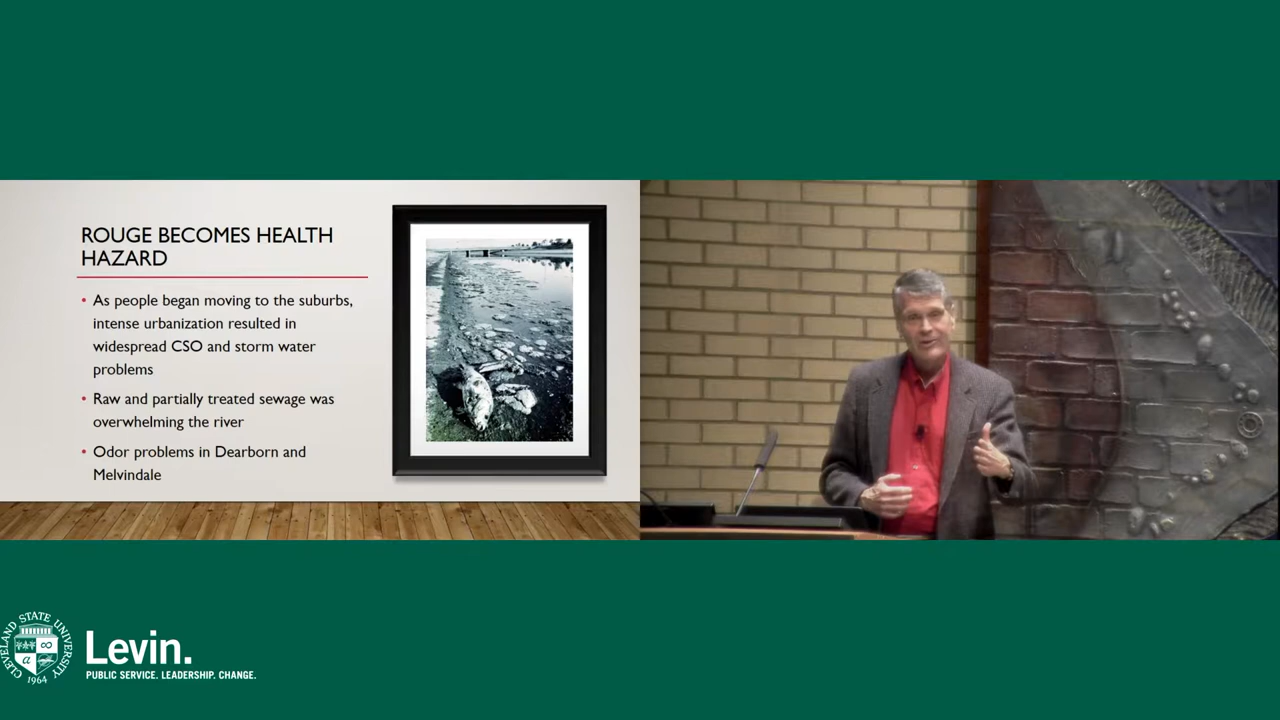 ROUGE BECOMES HEALTH
HAZARD
• As people began moving to the suburbs,
intense urbanization resulted in
widespread CSO and storm water
problems
• Raw and partially treated sewage was
overwhelming the river
• Odor problems in Dearborn and
Melvindale
CLEVELAND STATE UNIVERSITY
1964
Levin.
PUBLIC SERVICE. LEADERSHIP. CHANGE.